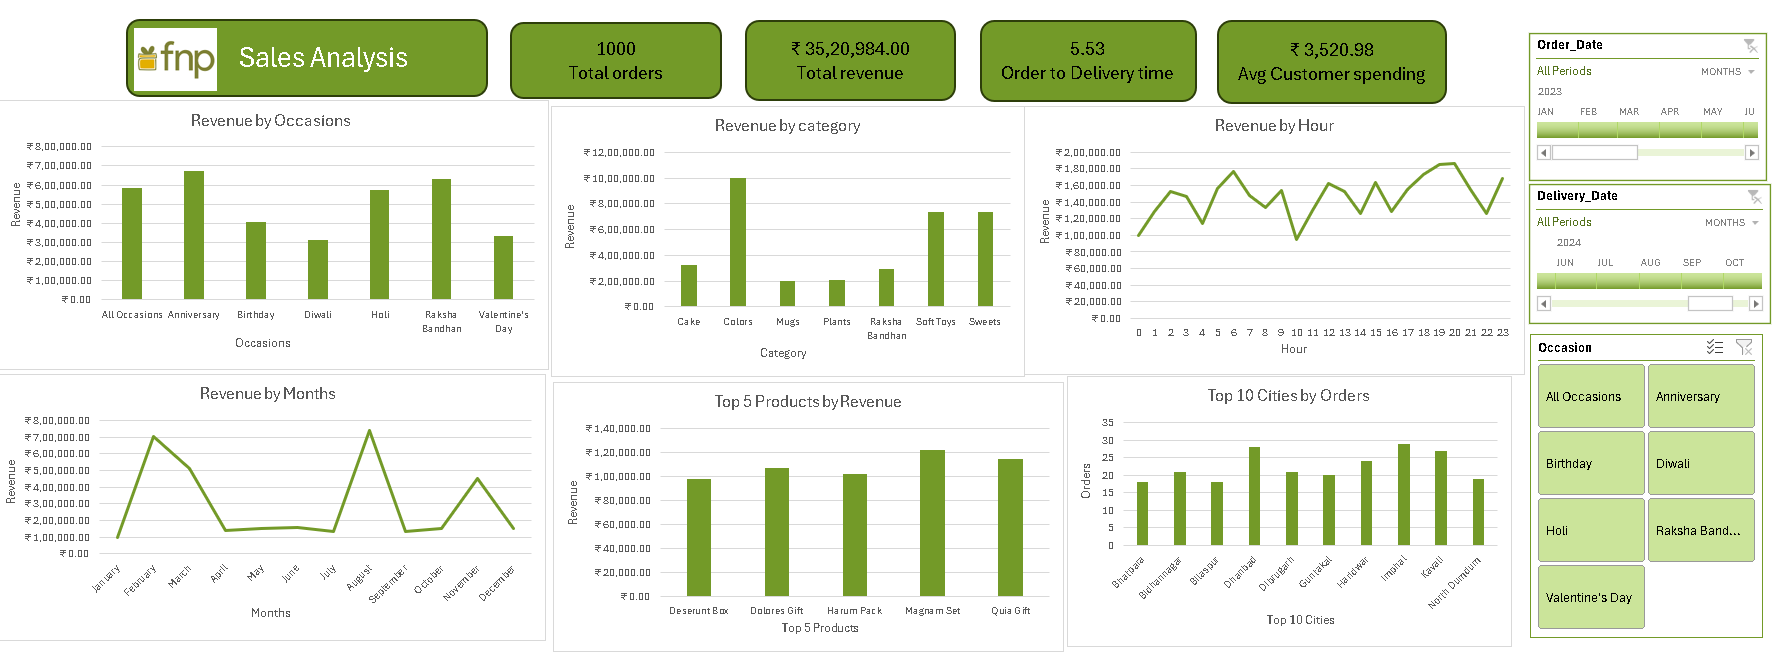 fnp
Sales Analysis
1000
Total orders
₹ 35,20,984.00
Total revenue
5.53
Order to Delivery time
₹ 3,520.98
Avg Customer spending
Order_Date
All Periods
MONTHS
2023
JAN FEB MAR APR MAY JU
Delivery_Date
All Periods
MONTHS
2024
JUN JUL AUG SEP OCT
Occasion
All Occasions
Anniversary
Birthday
Diwali
Holi
Raksha Band...
Valentine's Day
Revenue by Occasions
Revenue
₹ 8,00,000.00
₹ 7,00,000.00
₹ 6,00,000.00
₹ 5,00,000.00
₹ 4,00,000.00
₹ 3,00,000.00
₹ 2,00,000.00
₹ 1,00,000.00
₹ 0.00
All Occasions Anniversary Birthday Diwali Holi Raksha Bandhan Valentine's Day
Occasions
Revenue by category
Revenue
₹ 12,00,000.00
₹ 10,00,000.00
₹ 8,00,000.00
₹ 6,00,000.00
₹ 4,00,000.00
₹ 2,00,000.00
₹ 0.00
Cake Colors Mugs Plants Raksha Bandhan Soft Toys Sweets
Category
Revenue by Hour
Revenue
₹ 2,00,000.00
₹ 1,80,000.00
₹ 1,60,000.00
₹ 1,40,000.00
₹ 1,20,000.00
₹ 1,00,000.00
₹ 80,000.00
₹ 60,000.00
₹ 40,000.00
₹ 20,000.00
₹ 0.00
0 1 2 3 4 5 6 7 8 9 10 11 12 13 14 15 16 17 18 19 20 21 22 23
Hour
Revenue by Months
Revenue
₹ 8,00,000.00
₹ 7,00,000.00
₹ 6,00,000.00
₹ 5,00,000.00
₹ 4,00,000.00
₹ 3,00,000.00
₹ 2,00,000.00
₹ 1,00,000.00
₹ 0.00
January February March April May June July August September October November December
Months
Top 5 Products by Revenue
Revenue
₹ 1,40,000.00
₹ 1,20,000.00
₹ 1,00,000.00
₹ 80,000.00
₹ 60,000.00
₹ 40,000.00
₹ 20,000.00
₹ 0.00
Deserunt Box Dolores Gift Harum Pack Magnam Set Quia Gift
Top 5 Products
Top 10 Cities by Orders
Orders
35
30
25
20
15
10
5
0
Bhatpara Bidhannagar Bilaspur Dhanbad Dibrugarh Guntakal Haridwar Imphal Kavali North Dumdum
Top 10 Cities